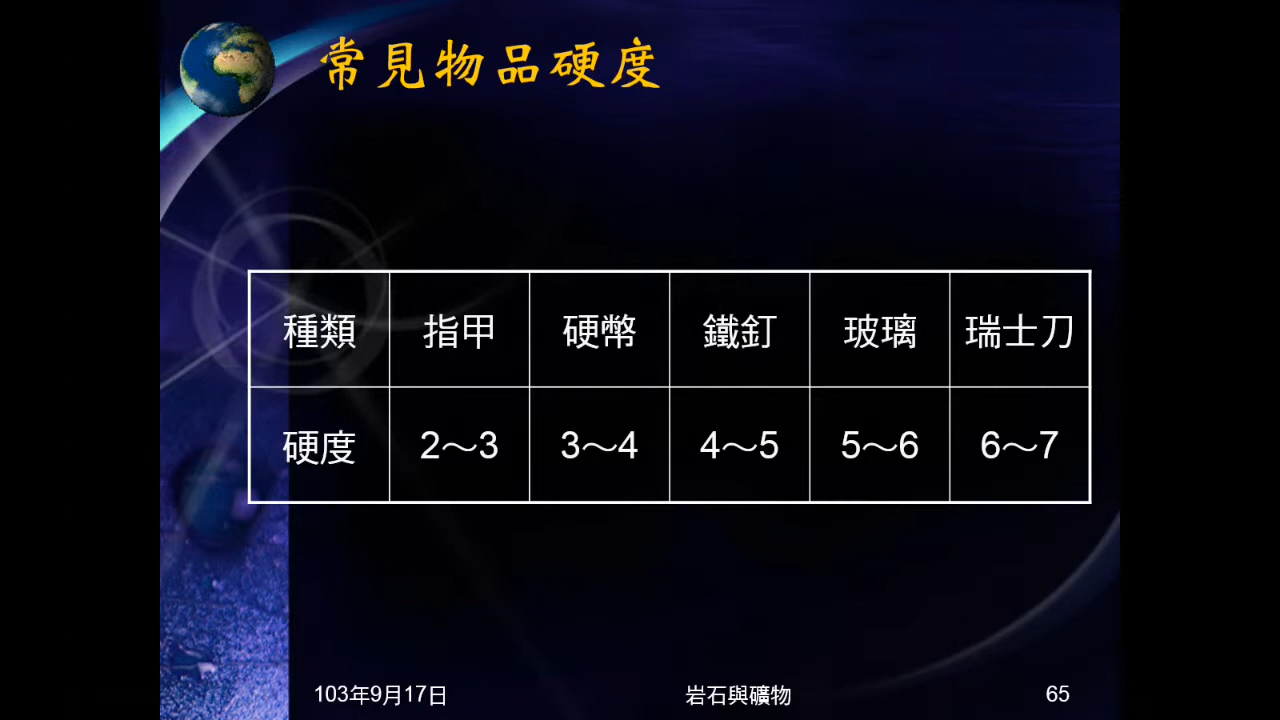 常見物品硬度
種類 指甲 硬幣 鐵釘 玻璃 瑞士刀
硬度 2～3 3～4 4～5 5～6 6～7
103年9月17日 岩石與礦物 65